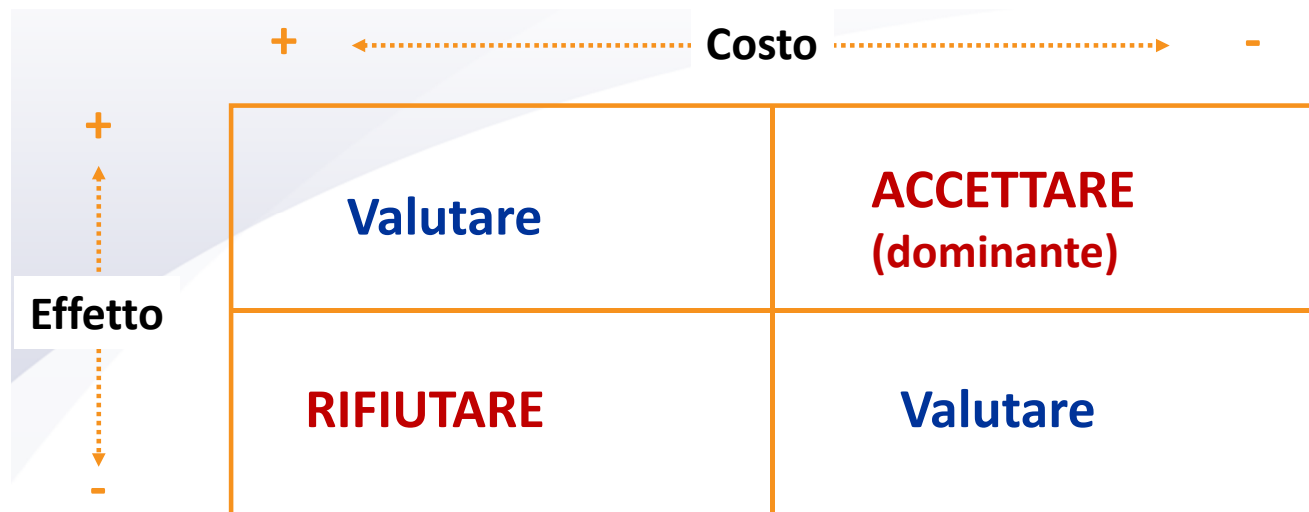 + Costo -
+
Valutare
ACCETTARE
(dominante)
Effetto
RIFIUTARE
Valutare
-